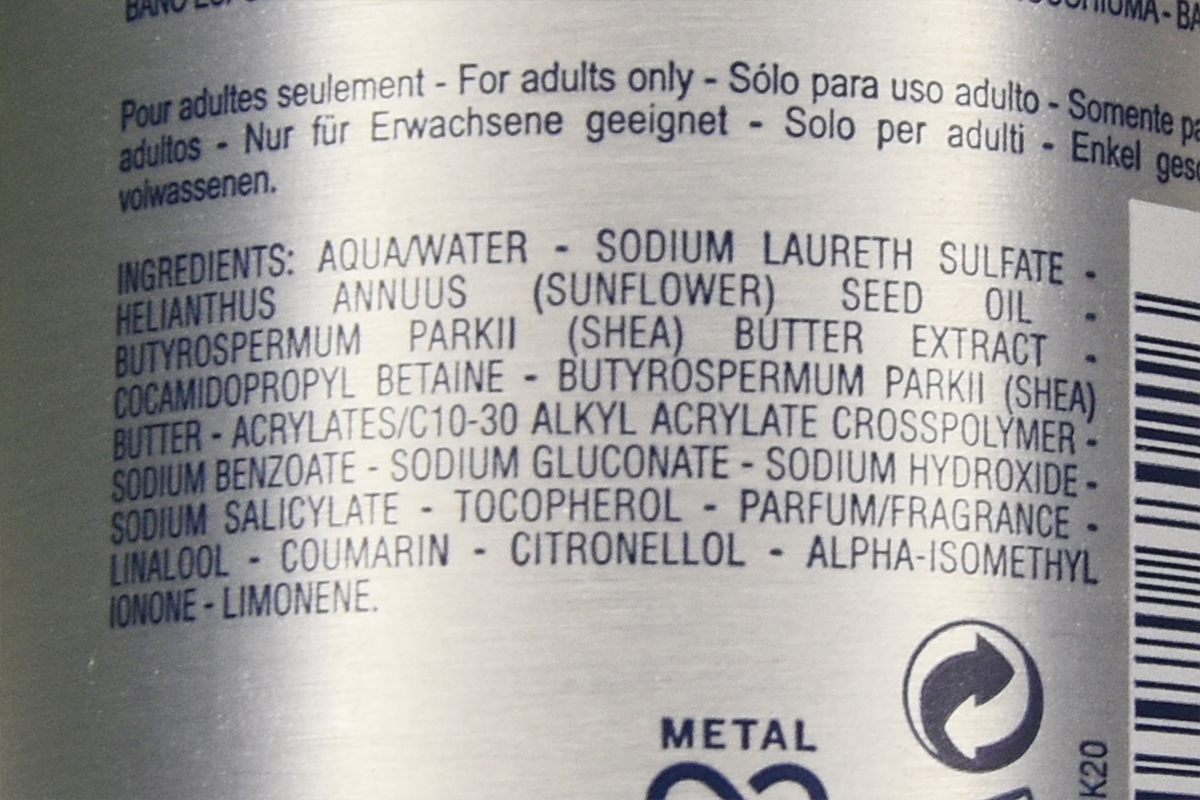 Pour adultes seulement - For adults only - Sólo para uso adulto - Somente
adultos - Nur für Erwachsene geeignet - Solo per adulti - Enkel
volwassenen.
INGREDIENTS: AQUA/WATER - SODIUM LAURETH SULFATE -
HELIANTHUS ANNUUS (SUNFLOWER) SEED OIL -
BUTYROSPERMUM PARKII (SHEA) BUTTER EXTRACT -
COCAMIDOPROPYL BETAINE - BUTYROSPERMUM PARKII (SHEA)
BUTTER - ACRYLATES/C10-30 ALKYL ACRYLATE CROSSPOLYMER -
SODIUM BENZOATE - SODIUM GLUCONATE - SODIUM HYDROXIDE -
SODIUM SALICYLATE - TOCOPHEROL - PARFUM/FRAGRANCE -
LINALOOL - COUMARIN - CITRONELLOL - ALPHA-ISOMETHYL
IONONE - LIMONENE.
METAL
K20